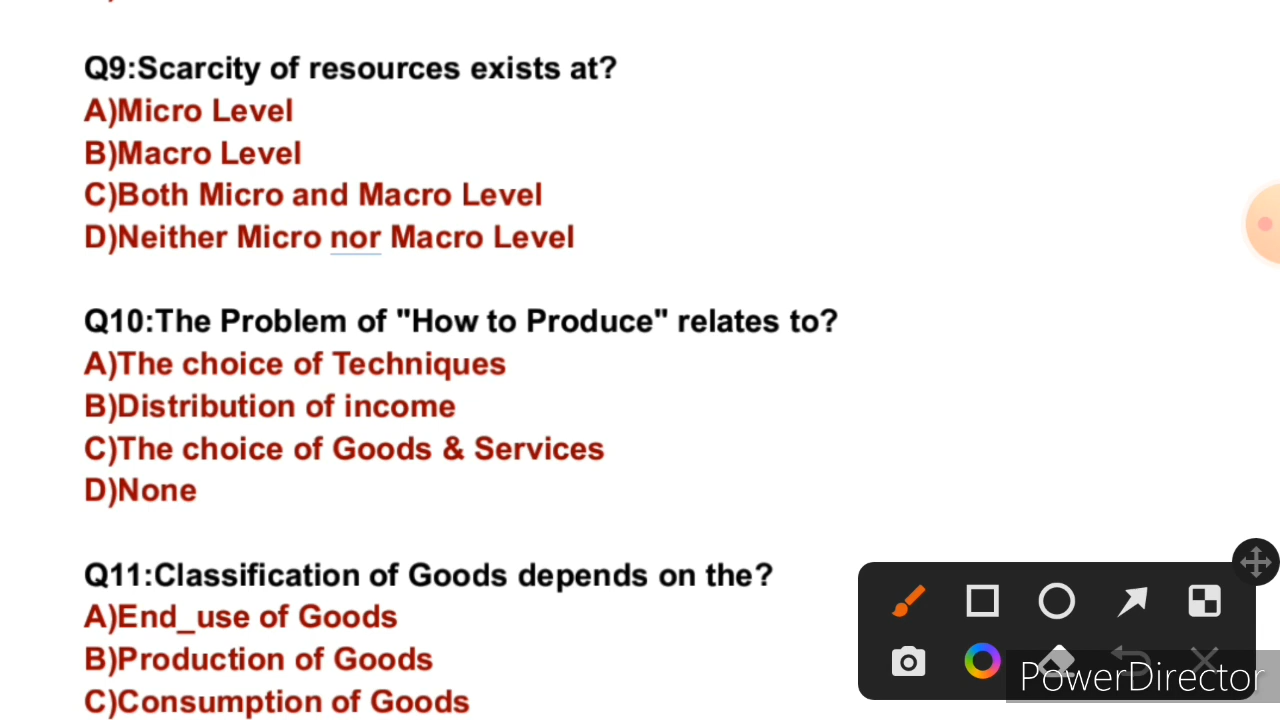 Q9:Scarcity of resources exists at?
A)Micro Level
B)Macro Level
C)Both Micro and Macro Level
D)Neither Micro nor Macro Level
Q10:The Problem of "How to Produce" relates to?
A)The choice of Techniques
B)Distribution of income
C)The choice of Goods & Services
D)None
Q11:Classification of Goods depends on the?
A)End_use of Goods
B)Production of Goods
C)Consumption of Goods
PowerDirector